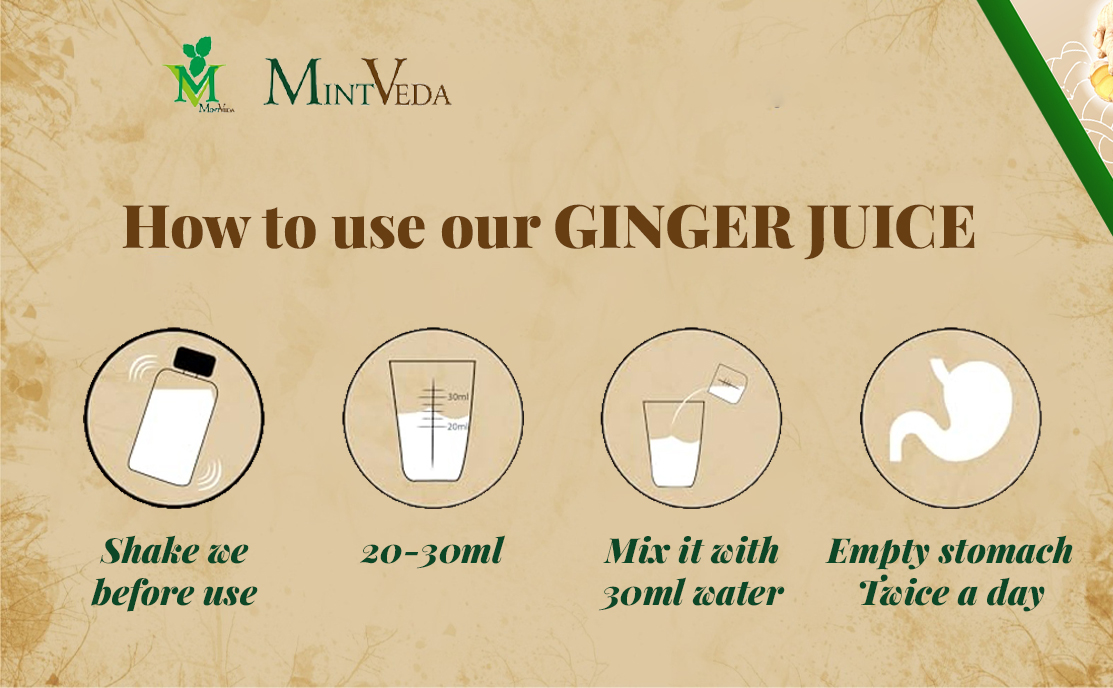 MintVeda
MINTVEDA
How to use our GINGER JUICE
30ml
20ml
Shake we
before use
20-30ml
Mix it with
30ml water
Empty stomach
Twice a day